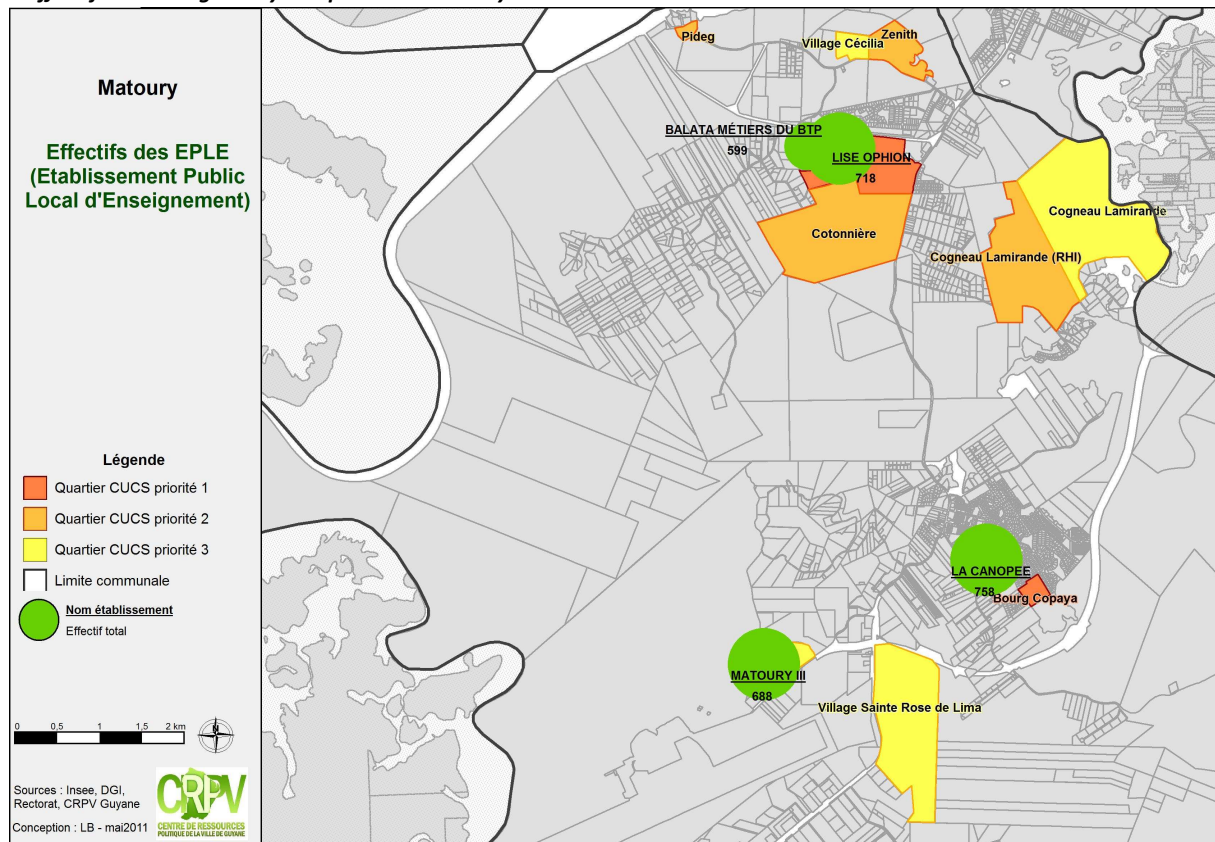 Matoury
Effectifs des EPLE
(Etablissement Public
Local d'Enseignement)
Légende
Quartier CUCS priorité 1
Quartier CUCS priorité 2
Quartier CUCS priorité 3
Limite communale
Nom établissement
Effectif total
0 0,5 1 1,5 2 km
N
Sources : Insee, DGI,
Rectorat, CRPV Guyane
Conception : LB - mai2011
CRPV
CENTRE DE RESSOURCES
POLITIQUE DE LA VILLE DE GUYANE
Pideg
Village Cécilia
Zenith
BALATA MÉTIERS DU BTP
599
LISE OPHION
718
Cotonnière
Cogneau Lamirande
Cogneau Lamirande (RHI)
LA CANOPEE
758
Bourg Copaya
MATOURY III
688
Village Sainte Rose de Lima